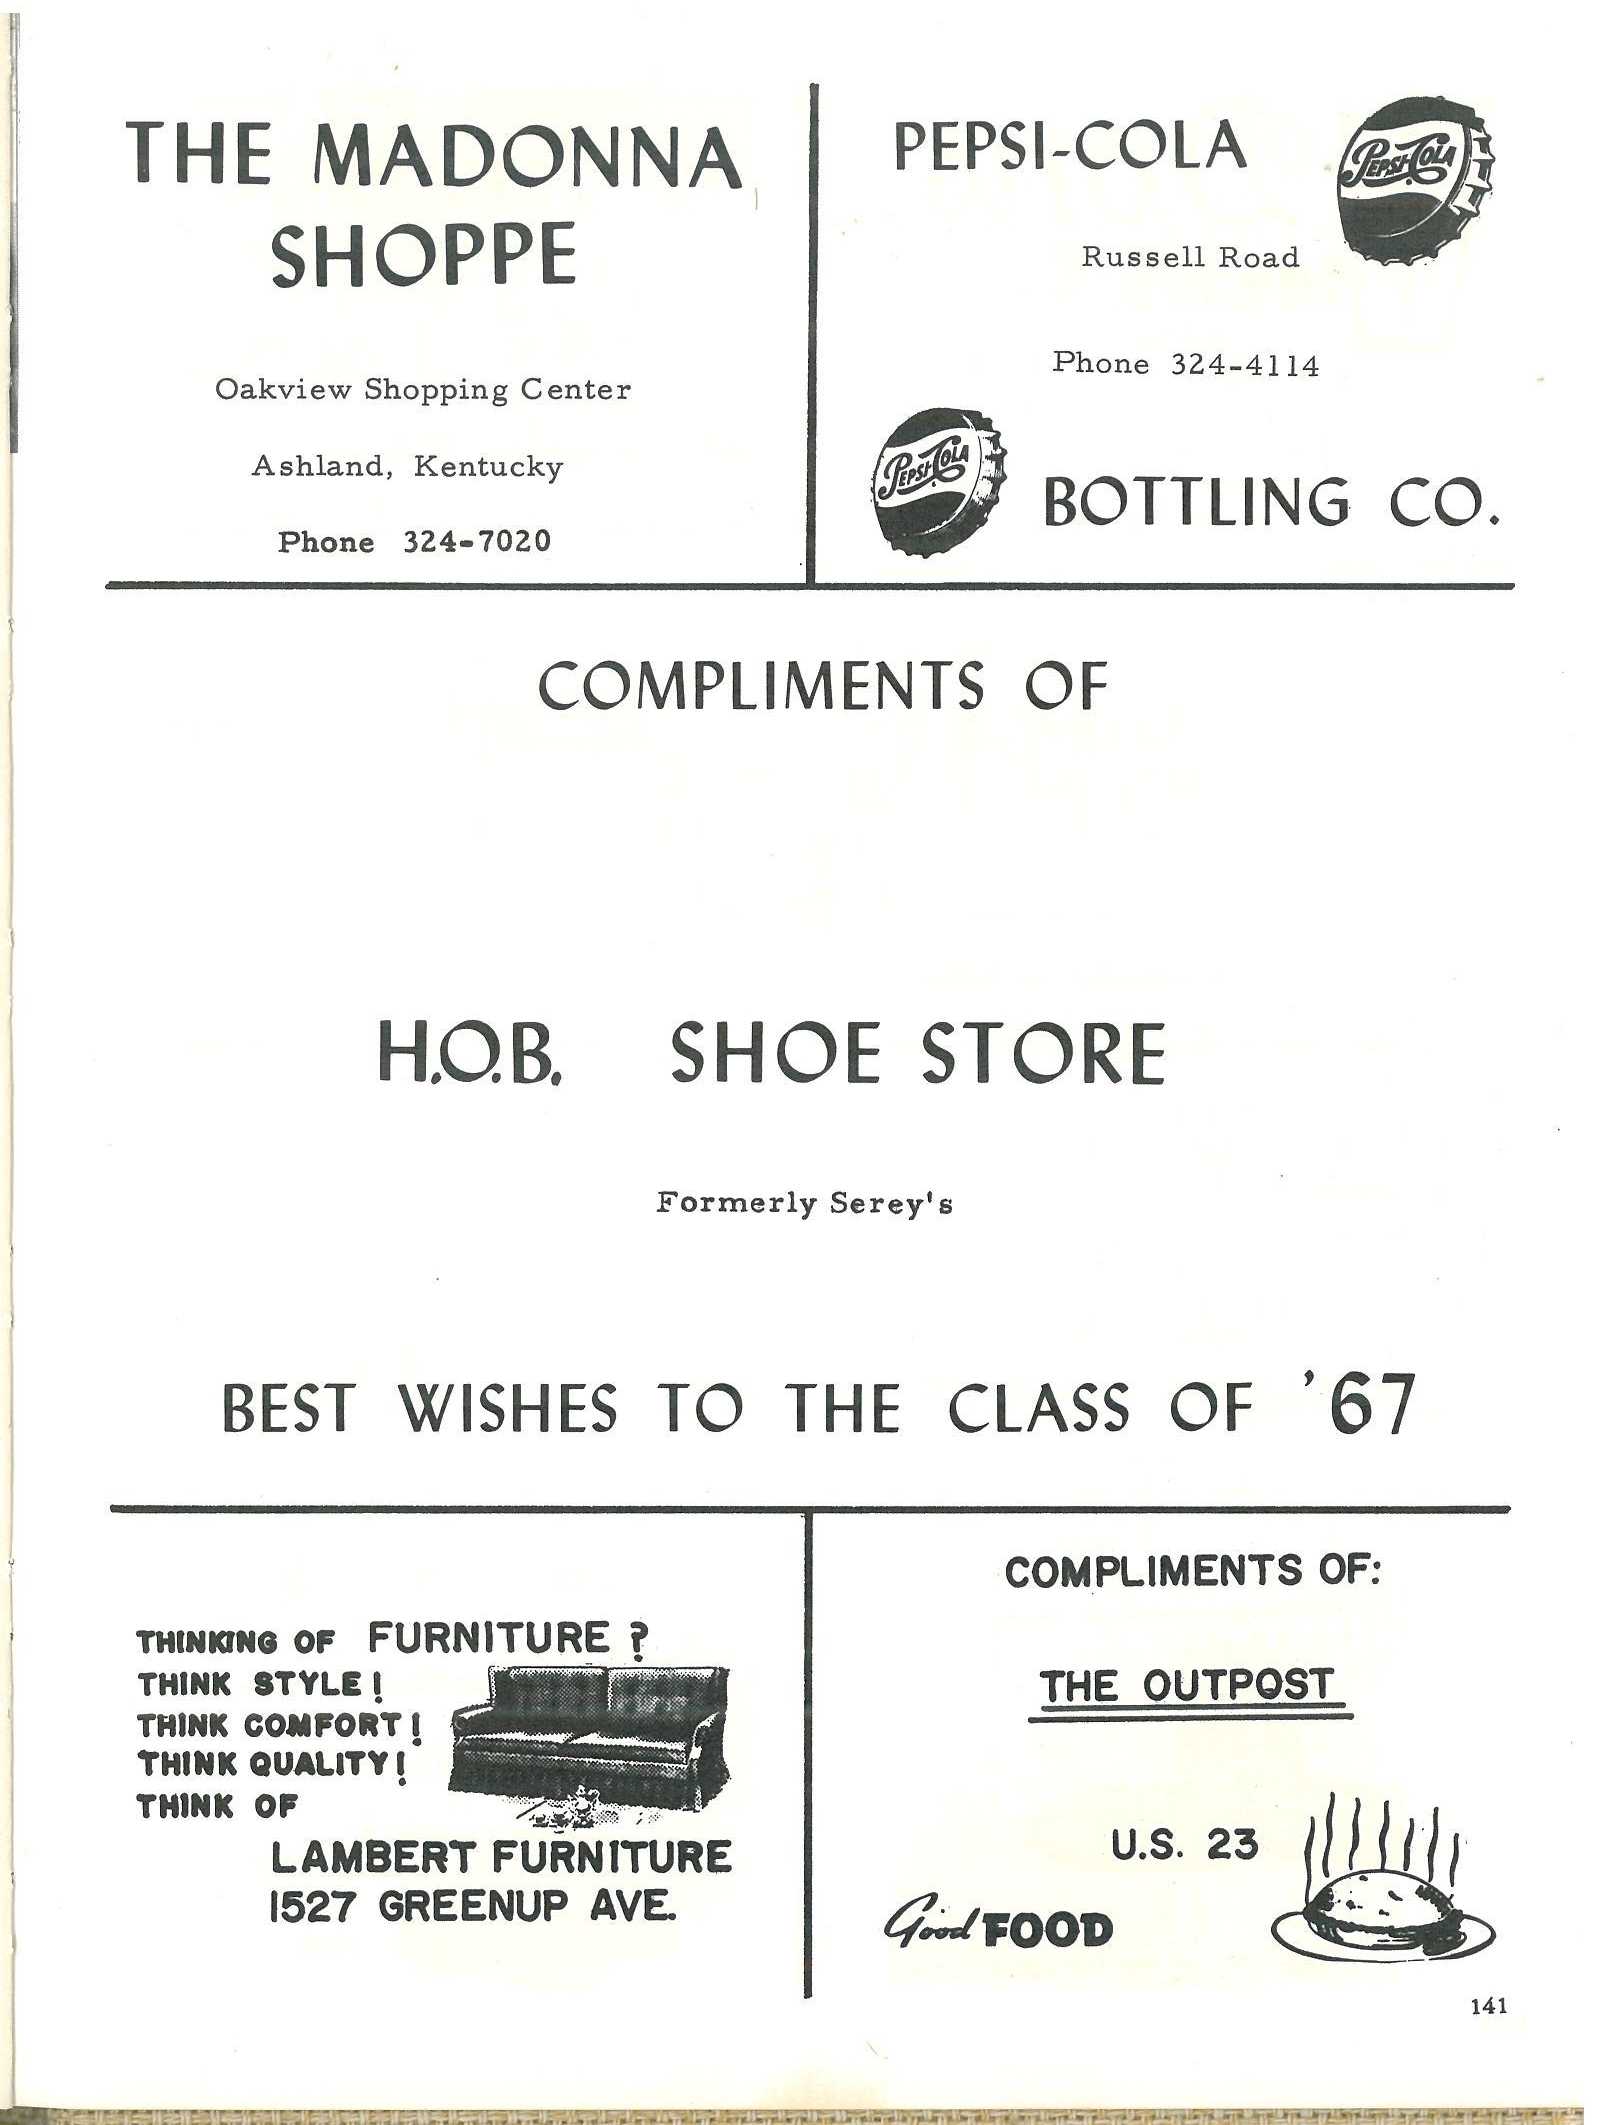 THE MADONNA
SHOPPE
Oakview Shopping Center
Ashland, Kentucky
Phone 324-7020
PEPSI-COLA
PEPSI-COLA
Russell Road
Phone 324-4114
PEPSI-COLA
BOTTLING CO.
COMPLIMENTS OF
H.O.B. SHOE STORE
Formerly Serey's
BEST WISHES TO THE CLASS OF '67
THINKING OF FURNITURE ?
THINK STYLE !
THINK COMFORT !
THINK QUALITY !
THINK OF
LAMBERT FURNITURE
1527 GREENUP AVE.
COMPLIMENTS OF:
THE OUTPOST
U.S. 23
Good FOOD
141